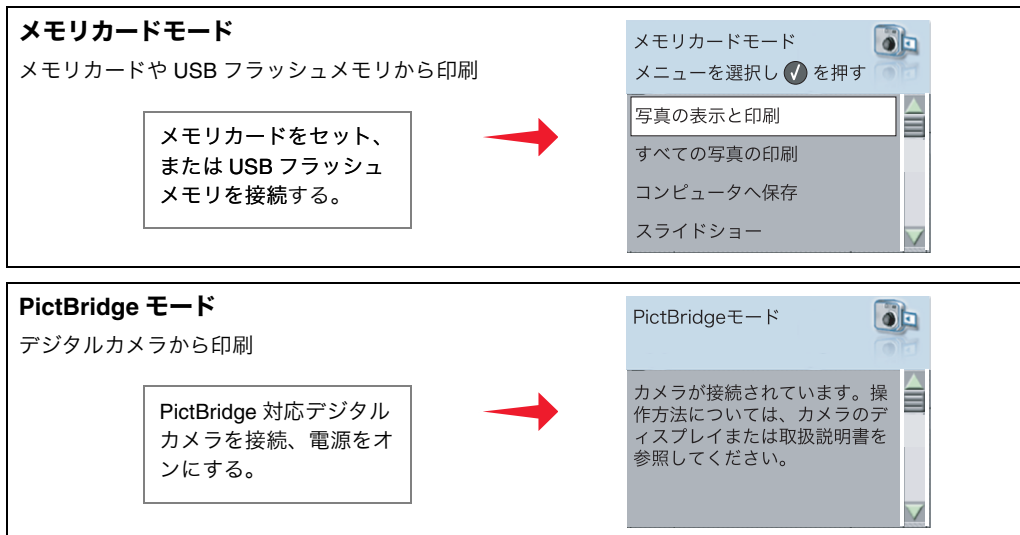 メモリカードモード
メモリカードや USB フラッシュメモリから印刷
メモリカードをセット、
または USB フラッシュ
メモリを接続する。
メモリカードモード
メニューを選択し を押す
写真の表示と印刷
すべての写真の印刷
コンピュータへ保存
スライドショー
PictBridge モード
デジタルカメラから印刷
PictBridge 対応デジタル
カメラを接続、電源をオ
ンにする。
PictBridgeモード
カメラが接続されています。操
作方法については、カメラのデ
ィスプレイまたは取扱説明書を
参照してください。